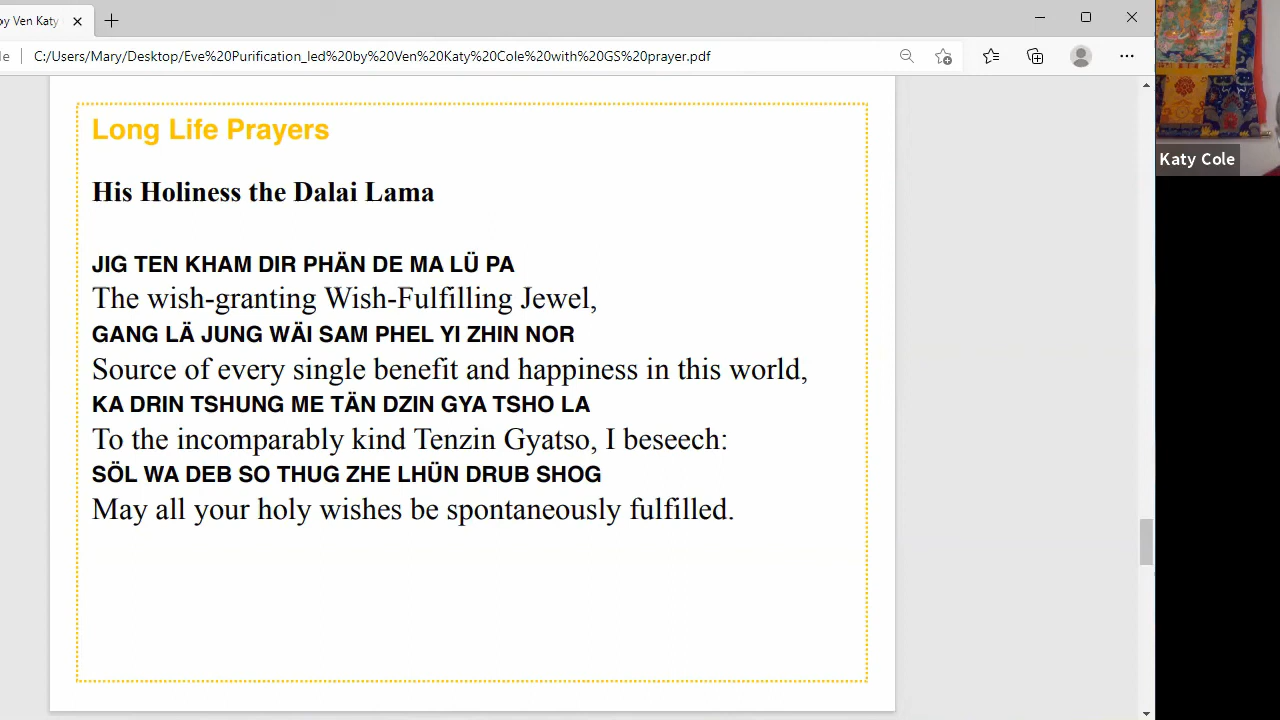 by Ven Katy
C:/Users/Mary/Desktop/Eve%20Purification_led%20by%20Ven%20Katy%20Cole%20with%20GS%20prayer.pdf
Long Life Prayers
His Holiness the Dalai Lama
JIG TEN KHAM DIR PHÄN DE MA LÜ PA
The wish-granting Wish-Fulfilling Jewel,
GANG LÄ JUNG WÄI SAM PHEL YI ZHIN NOR
Source of every single benefit and happiness in this world,
KA DRIN TSHUNG ME TÄN DZIN GYA TSHO LA
To the incomparably kind Tenzin Gyatso, I beseech:
SÖL WA DEB SO THUG ZHE LHÜN DRUB SHOG
May all your holy wishes be spontaneously fulfilled.
Katy Cole